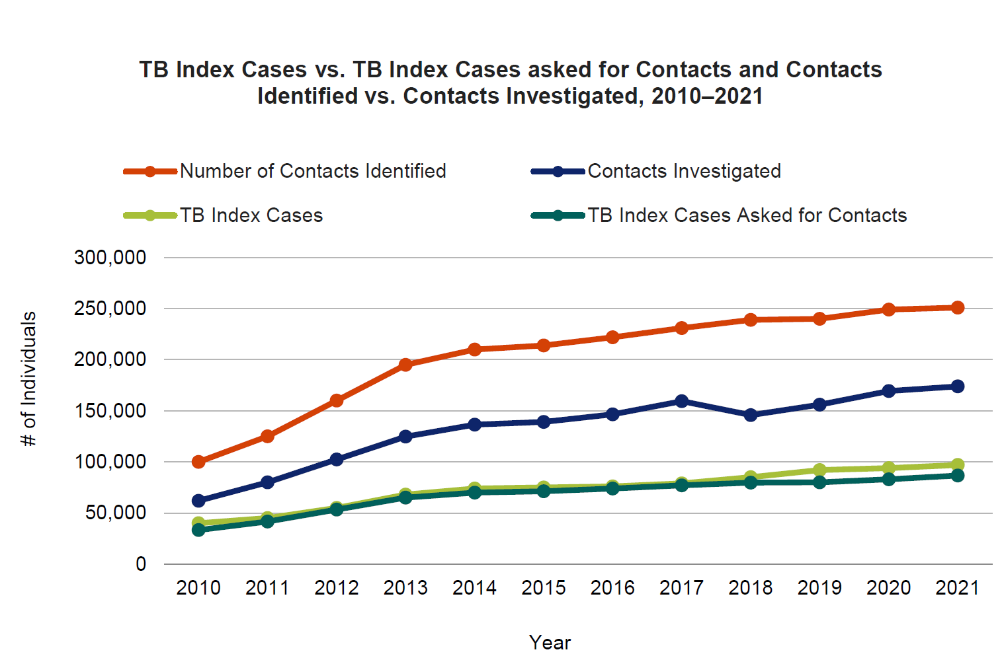 TB Index Cases vs. TB Index Cases asked for Contacts and Contacts
Identified vs. Contacts Investigated, 2010–2021
Number of Contacts Identified
Contacts Investigated
TB Index Cases
TB Index Cases Asked for Contacts
300,000
250,000
200,000
150,000
100,000
50,000
0
# of Individuals
2010 2011 2012 2013 2014 2015 2016 2017 2018 2019 2020 2021
Year